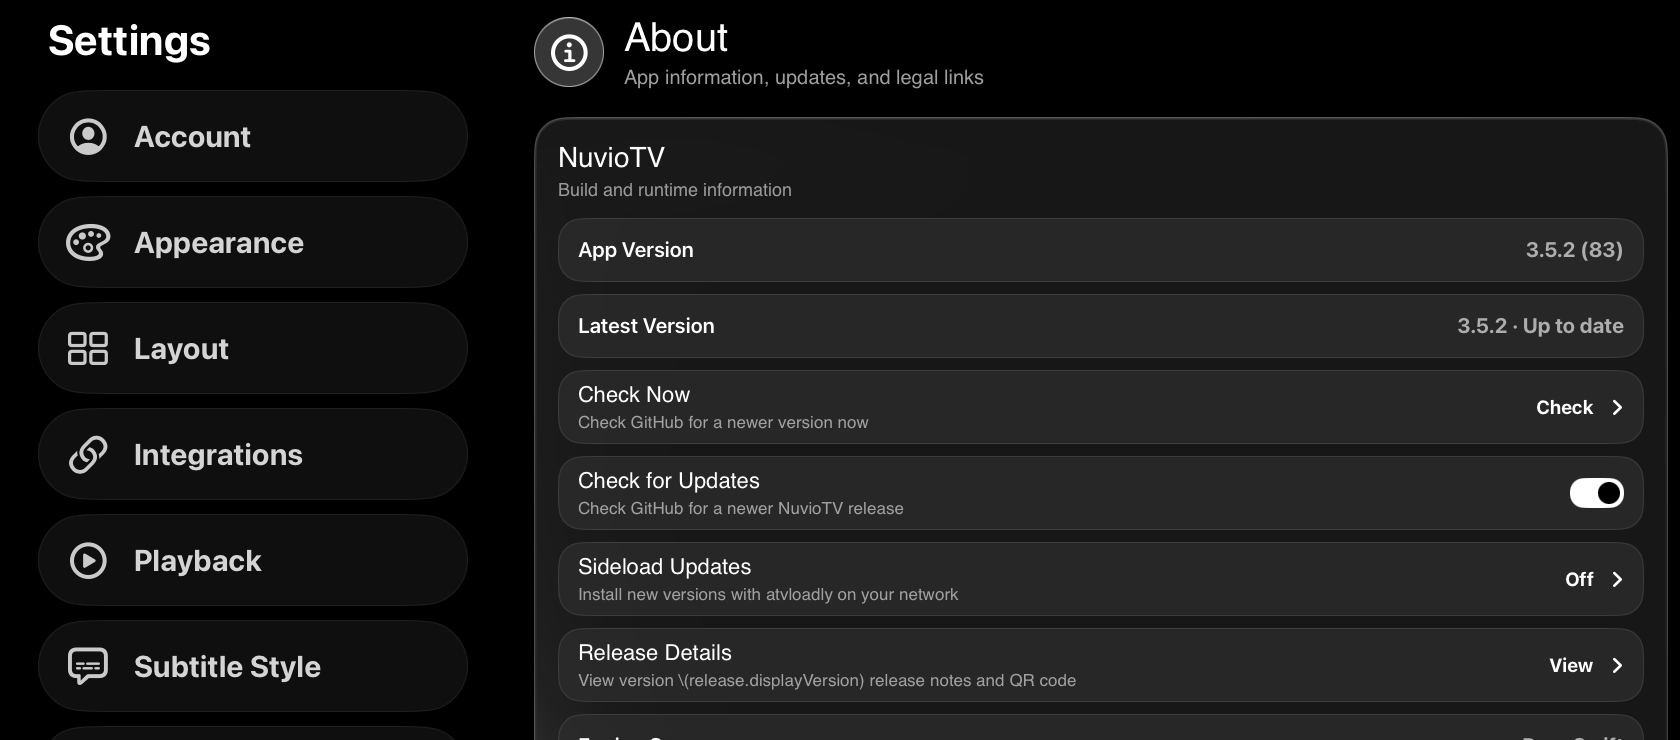 Settings
Account
Appearance
Layout
Integrations
Playback
Subtitle Style
About
App information, updates, and legal links
NuvioTV
Build and runtime information
App Version
3.5.2 (83)
Latest Version
3.5.2 · Up to date
Check Now
Check GitHub for a newer version now
Check
Check for Updates
Check GitHub for a newer NuvioTV release
Sideload Updates
Install new versions with atvloadly on your network
Off
Release Details
View version \(release.displayVersion) release notes and QR code
View